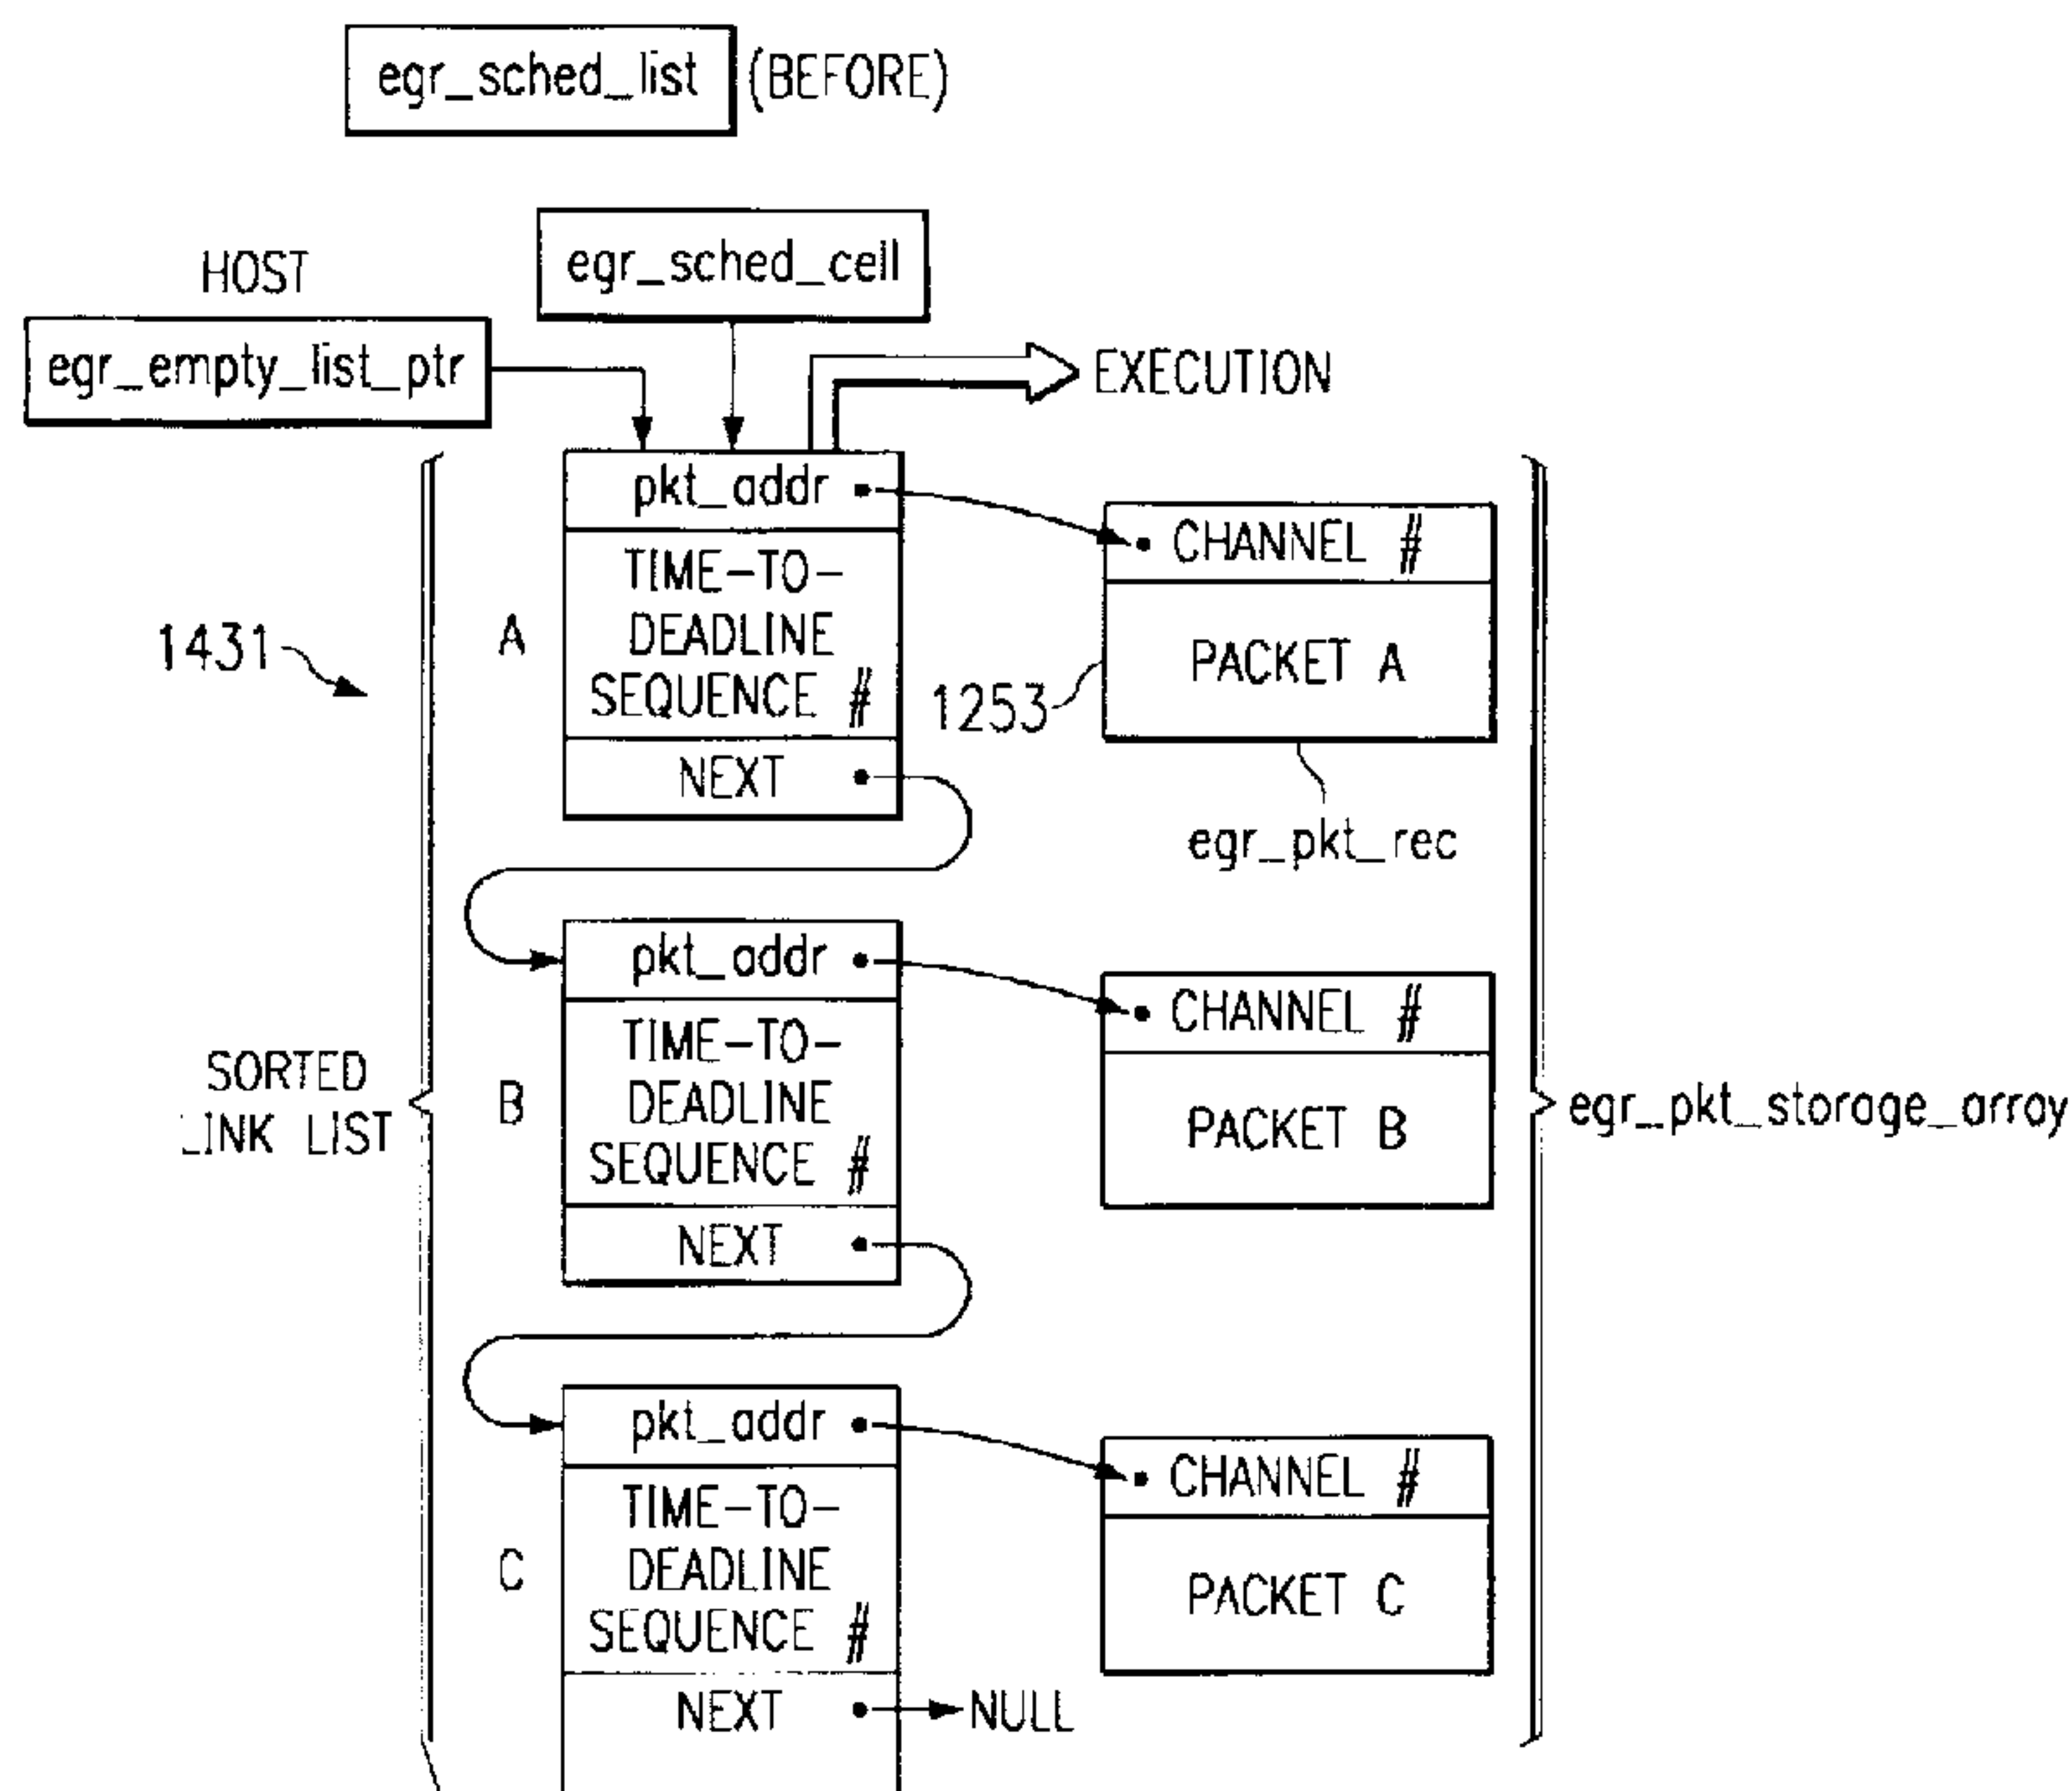 egr_sched_list (BEFORE)
HOST
egr_sched_cell
egr_empty_list_ptr
EXECUTION
pkt_addr
CHANNEL #
TIME-TO-
DEADLINE
SEQUENCE #
A
PACKET A
1431
1253
NEXT
egr_pkt_rec
pkt_addr
CHANNEL #
TIME-TO-
DEADLINE
SEQUENCE #
B
PACKET B
SORTED
LINK LIST
egr_pkt_storage_array
NEXT
pkt_addr
CHANNEL #
TIME-TO-
DEADLINE
SEQUENCE #
C
PACKET C
NEXT
NULL